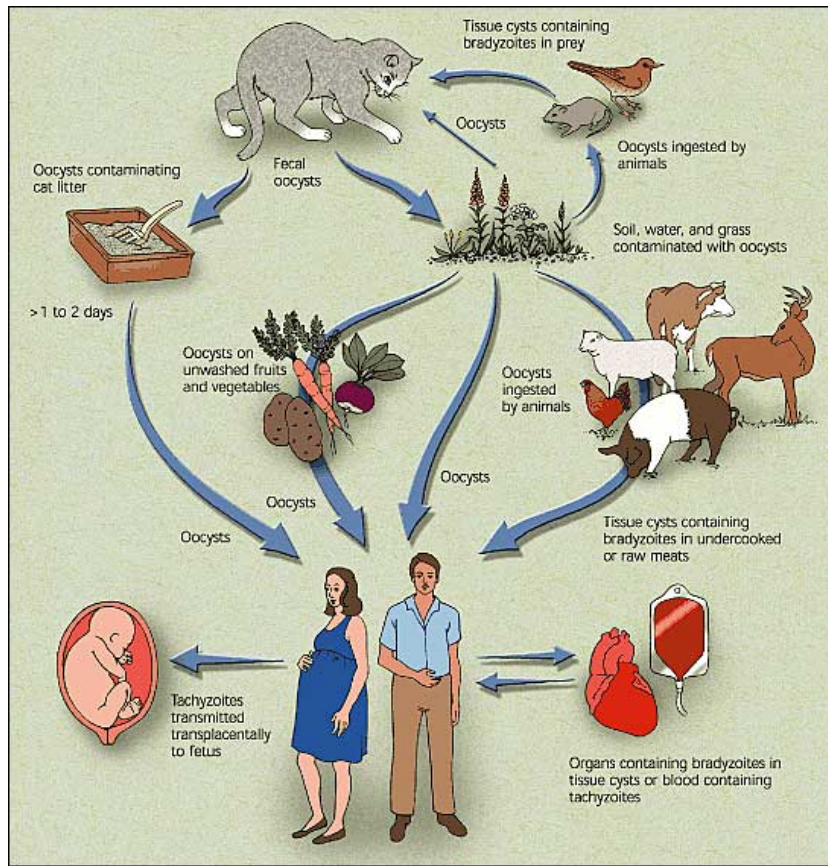 Tissue cysts containing
bradyzoites in prey
Oocysts
Oocysts ingested by
animals
Oocysts contaminating
cat litter
Fecal
oocysts
Soil, water, and grass
contaminated with oocysts
>1 to 2 days
Oocysts on
unwashed fruits
and vegetables
Oocysts
ingested
by animals
Oocysts
Oocysts
Oocysts
Tissue cysts containing
bradyzoites in undercooked
or raw meats
Tachyzoites
transmitted
transplacentally
to fetus
Organs containing bradyzoites in
tissue cysts or blood containing
tachyzoites